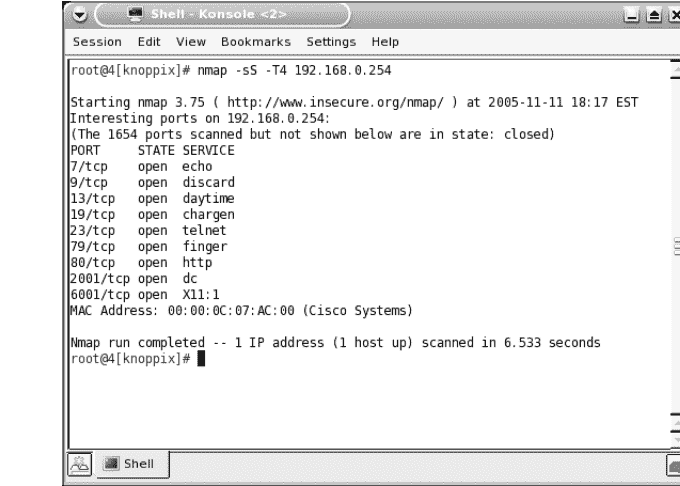 Shell - Konsole <2>
Session Edit View Bookmarks Settings Help
root@4[knoppix]# nmap -sS -T4 192.168.0.254
Starting nmap 3.75 ( http://www.insecure.org/nmap/ ) at 2005-11-11 18:17 EST
Interesting ports on 192.168.0.254:
(The 1654 ports scanned but not shown below are in state: closed)
PORT STATE SERVICE
7/tcp open echo
9/tcp open discard
13/tcp open daytime
19/tcp open chargen
23/tcp open telnet
79/tcp open finger
80/tcp open http
2001/tcp open dc
6001/tcp open X11:1
MAC Address: 00:00:0C:07:AC:00 (Cisco Systems)
Nmap run completed -- 1 IP address (1 host up) scanned in 6.533 seconds
root@4[knoppix]#
Shell